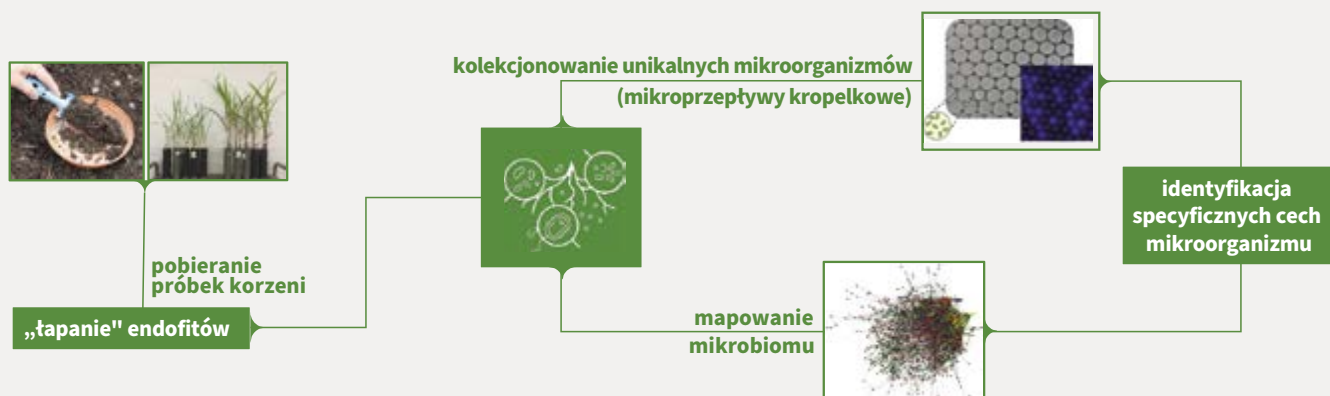 kolekcjonowanie unikalnych mikroorganizmów
(mikroprzepływy kropelkowe)
pobieranie
próbek korzeni
„łapanie" endofitów
mapowanie
mikrobiomu
identyfikacja
specyficznych cech
mikroorganizmu